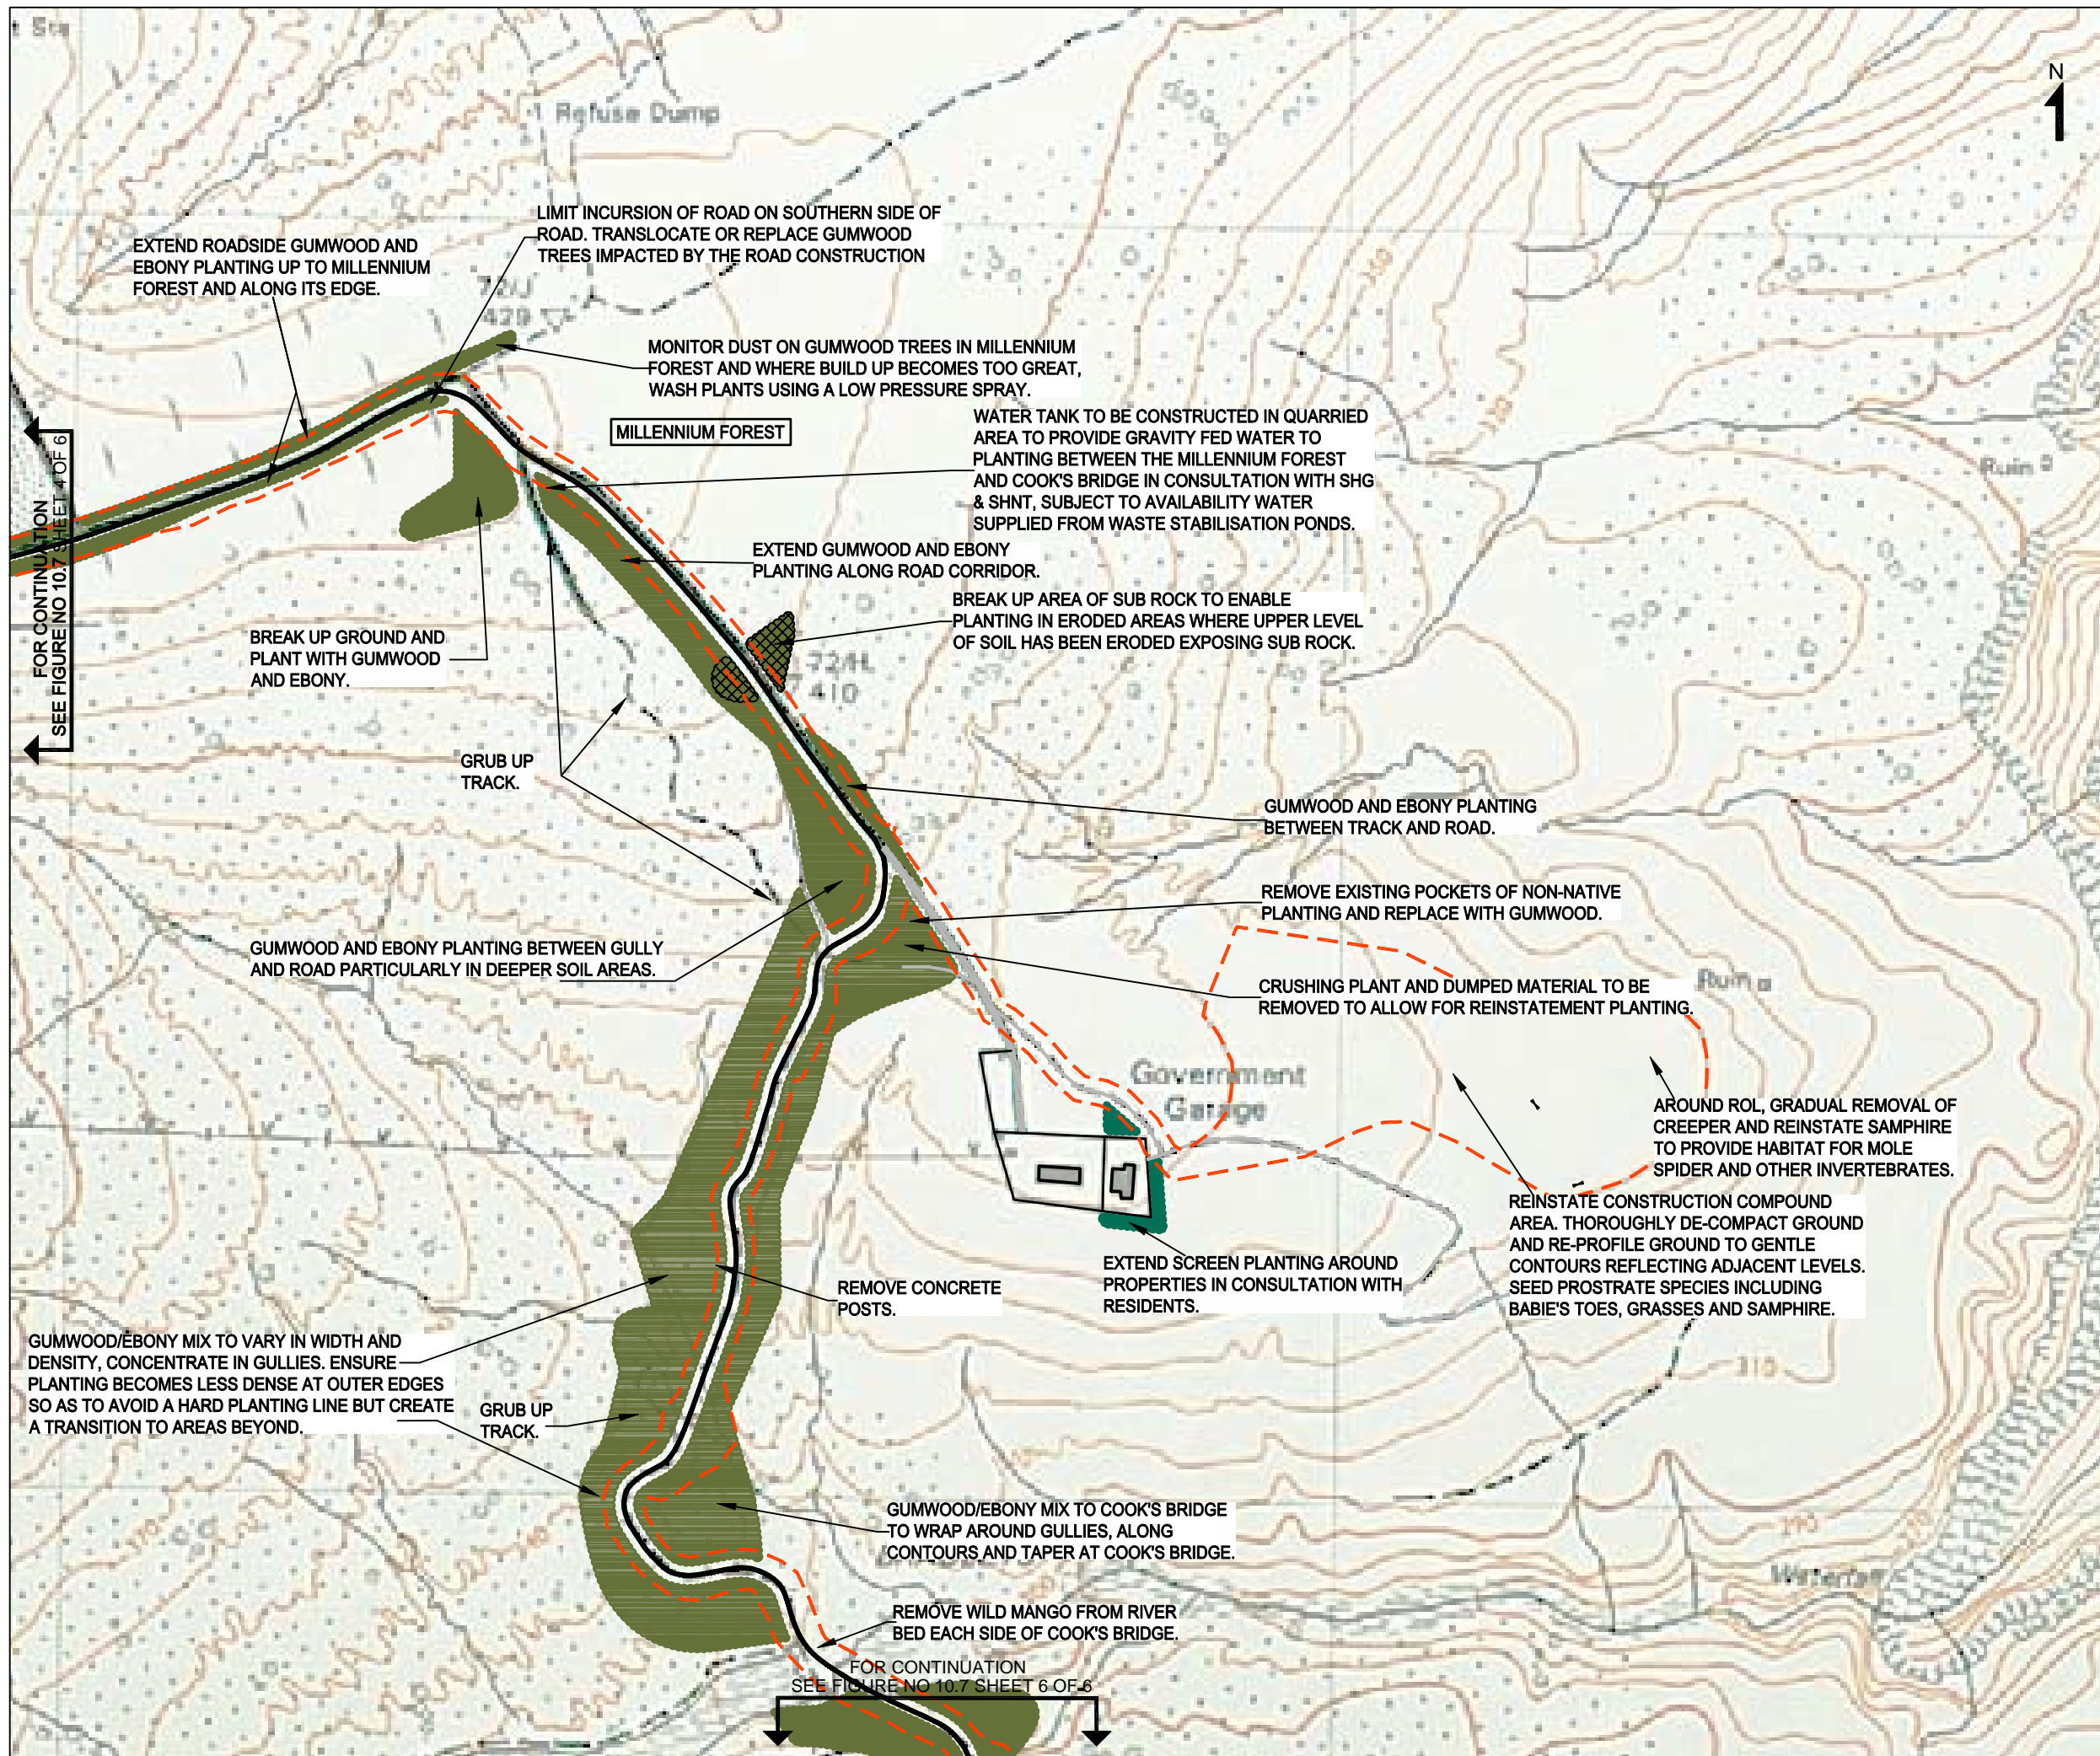 N
Refuse Dump
LIMIT INCURSION OF ROAD ON SOUTHERN SIDE OF
ROAD. TRANSLOCATE OR REPLACE GUMWOOD
TREES IMPACTED BY THE ROAD CONSTRUCTION
EXTEND ROADSIDE GUMWOOD AND
EBONY PLANTING UP TO MILLENNIUM
FOREST AND ALONG ITS EDGE.
429
MONITOR DUST ON GUMWOOD TREES IN MILLENNIUM
FOREST AND WHERE BUILD UP BECOMES TOO GREAT,
WASH PLANTS USING A LOW PRESSURE SPRAY.
MILLENNIUM FOREST
WATER TANK TO BE CONSTRUCTED IN QUARRIED
AREA TO PROVIDE GRAVITY FED WATER TO
PLANTING BETWEEN THE MILLENNIUM FOREST
AND COOK'S BRIDGE IN CONSULTATION WITH SHG
& SHNT, SUBJECT TO AVAILABILITY WATER
SUPPLIED FROM WASTE STABILISATION PONDS.
Ruin
FOR CONTINUATION
SEE FIGURE NO 10.7 SHEET 4 OF 6
EXTEND GUMWOOD AND EBONY
PLANTING ALONG ROAD CORRIDOR.
BREAK UP AREA OF SUB ROCK TO ENABLE
PLANTING IN ERODED AREAS WHERE UPPER LEVEL
OF SOIL HAS BEEN ERODED EXPOSING SUB ROCK.
BREAK UP GROUND AND
PLANT WITH GUMWOOD
AND EBONY.
410
GRUB UP
TRACK.
GUMWOOD AND EBONY PLANTING
BETWEEN TRACK AND ROAD.
REMOVE EXISTING POCKETS OF NON-NATIVE
PLANTING AND REPLACE WITH GUMWOOD.
GUMWOOD AND EBONY PLANTING BETWEEN GULLY
AND ROAD PARTICULARLY IN DEEPER SOIL AREAS.
CRUSHING PLANT AND DUMPED MATERIAL TO BE
REMOVED TO ALLOW FOR REINSTATEMENT PLANTING.
Ruin
Government
Garage
AROUND ROL, GRADUAL REMOVAL OF
CREEPER AND REINSTATE SAMPHIRE
TO PROVIDE HABITAT FOR MOLE
SPIDER AND OTHER INVERTEBRATES.
REINSTATE CONSTRUCTION COMPOUND
AREA. THOROUGHLY DE-COMPACT GROUND
AND RE-PROFILE GROUND TO GENTLE
CONTOURS REFLECTING ADJACENT LEVELS.
SEED PROSTRATE SPECIES INCLUDING
BABIE'S TOES, GRASSES AND SAMPHIRE.
EXTEND SCREEN PLANTING AROUND
PROPERTIES IN CONSULTATION WITH
RESIDENTS.
REMOVE CONCRETE
POSTS.
GUMWOOD/EBONY MIX TO VARY IN WIDTH AND
DENSITY, CONCENTRATE IN GULLIES. ENSURE
PLANTING BECOMES LESS DENSE AT OUTER EDGES
SO AS TO AVOID A HARD PLANTING LINE BUT CREATE
A TRANSITION TO AREAS BEYOND.
310
GRUB UP
TRACK.
GUMWOOD/EBONY MIX TO COOK'S BRIDGE
TO WRAP AROUND GULLIES, ALONG
CONTOURS AND TAPER AT COOK'S BRIDGE.
Waterfall
REMOVE WILD MANGO FROM RIVER
BED EACH SIDE OF COOK'S BRIDGE.
FOR CONTINUATION
SEE FIGURE NO 10.7 SHEET 6 OF 6